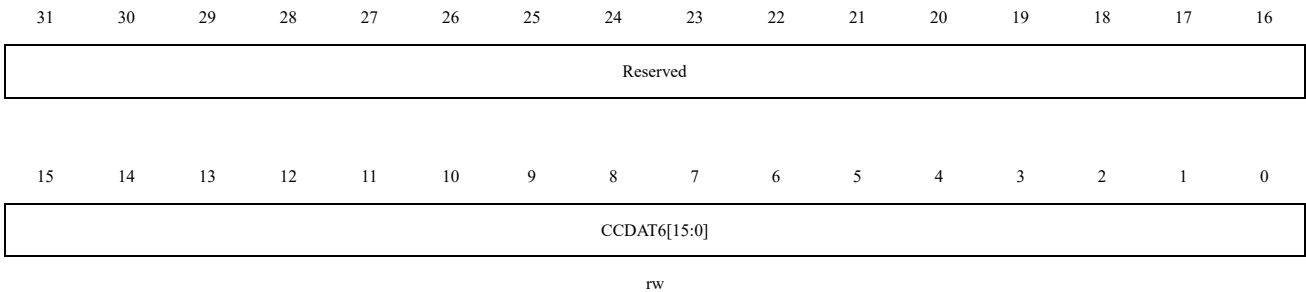 31 30 29 28 27 26 25 24 23 22 21 20 19 18 17 16
Reserved
15 14 13 12 11 10 9 8 7 6 5 4 3 2 1 0
CCDAT6[15:0]
rw